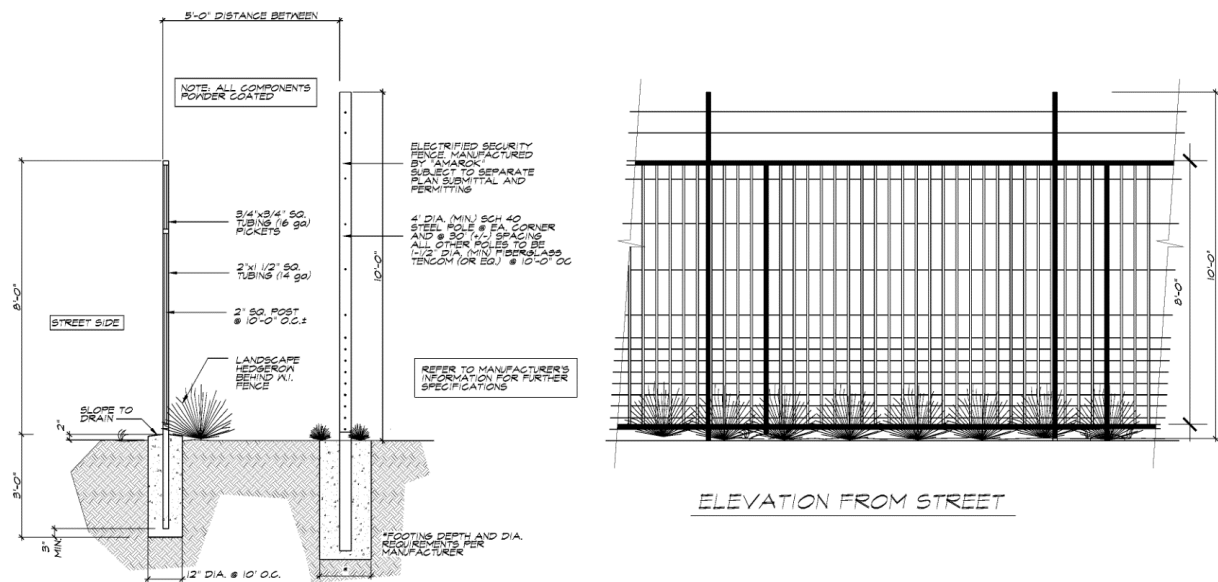 5'-0" DISTANCE BETWEEN
NOTE: ALL COMPONENTS
POWDER COATED
ELECTRIFIED SECURITY
FENCE. MANUFACTURED
BY "AMAROK"
SUBJECT TO SEPARATE
PLAN SUBMITTAL AND
PERMITTING
3/4"x3/4" SQ.
TUBING (16 ga)
PICKETS
4" DIA. (MIN.) SCH 40
STEEL POLE @ EA. CORNER
AND @ 30' (+/-) SPACING
ALL OTHER POLES TO BE
1-1/2" DIA. (MIN) FIBERGLASS
TENCOM (OR EQ.) @ 10'-0" OC
2"x1 1/2" SQ.
TUBING (14 ga)
2" SQ. POST
@ 10'-0" O.C.±
8'-0"
10'-0"
STREET SIDE
LANDSCAPE
HEDGEROW
BEHIND W.I.
FENCE
REFER TO MANUFACTURER'S
INFORMATION FOR FURTHER
SPECIFICATIONS
SLOPE TO
DRAIN
2"
3'-0"
3"
MIN.
*FOOTING DEPTH AND DIA.
REQUIREMENTS PER
MANUFACTURER
12" DIA. @ 10' O.C.
*
8'-0"
10'-0"
ELEVATION FROM STREET